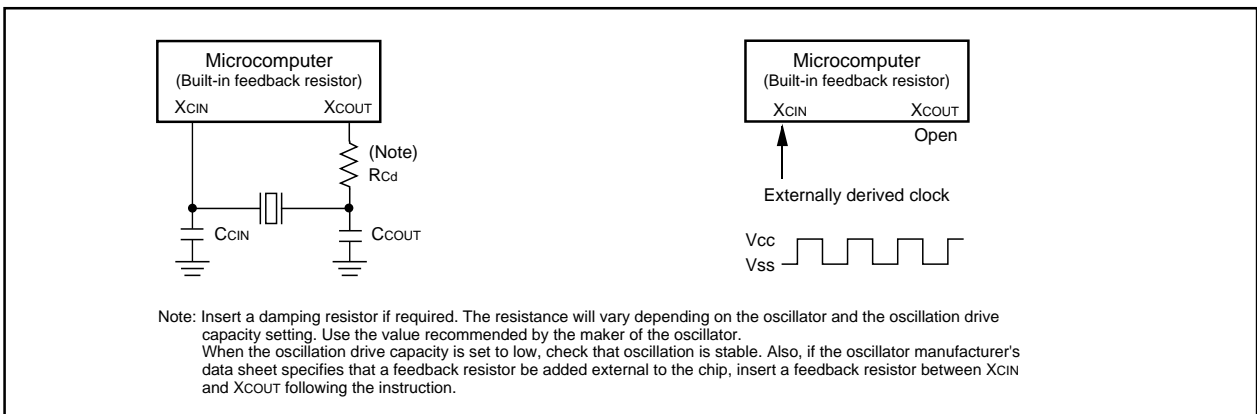 Microcomputer
(Built-in feedback resistor)
XCIN XCOUT
(Note)
RCd
CCIN CCOUT
Microcomputer
(Built-in feedback resistor)
XCIN XCOUT
Open
Externally derived clock
Vcc
Vss
Note: Insert a damping resistor if required. The resistance will vary depending on the oscillator and the oscillation drive
capacity setting. Use the value recommended by the maker of the oscillator.
When the oscillation drive capacity is set to low, check that oscillation is stable. Also, if the oscillator manufacturer's
data sheet specifies that a feedback resistor be added external to the chip, insert a feedback resistor between XCIN
and XCOUT following the instruction.